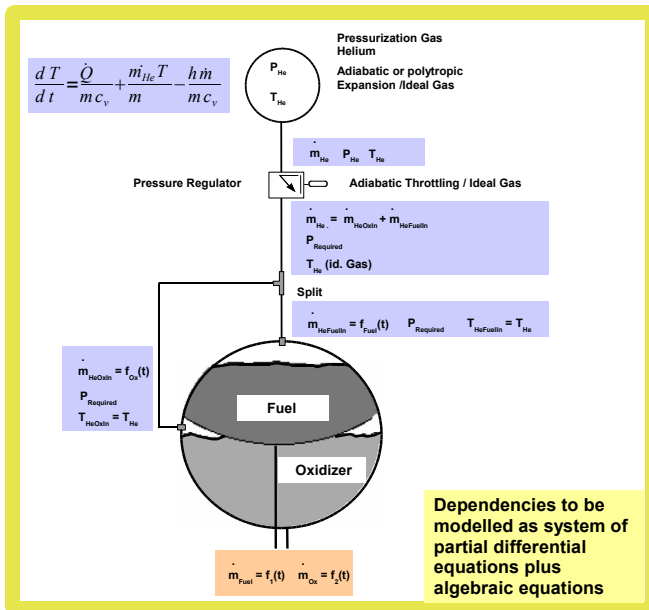 Pressurization Gas
Helium
Adiabatic or polytropic
Expansion /Ideal Gas
P_He
T_He
dT/dt = Q̇/(m c_v) + ṁ_He T/m − h ṁ/(m c_v)
ṁ_He P_He T_He
Pressure Regulator
Adiabatic Throttling / Ideal Gas
ṁ_He . = ṁ_HeOxIn + ṁ_HeFuelIn
P_Required
T_He (id. Gas)
Split
ṁ_HeFuelIn = f_Fuel(t) P_Required T_HeFuelIn = T_He
ṁ_HeOxIn = f_Ox(t)
P_Required
T_HeOxIn = T_He
Fuel
Oxidizer
ṁ_Fuel = f_1(t) ṁ_Ox = f_2(t)
Dependencies to be
modelled as system of
partial differential
equations plus
algebraic equations